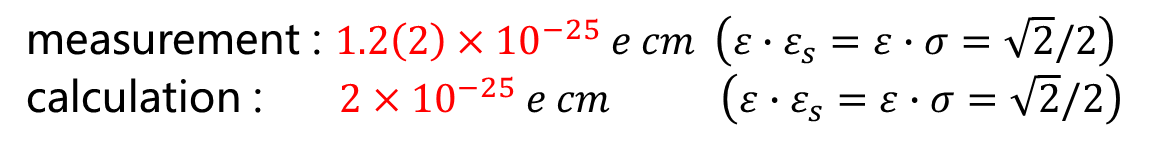 measurement : 1.2(2) × 10⁻²⁵ e cm (ε · εₛ = ε · σ = √2/2)
calculation : 2 × 10⁻²⁵ e cm (ε · εₛ = ε · σ = √2/2)